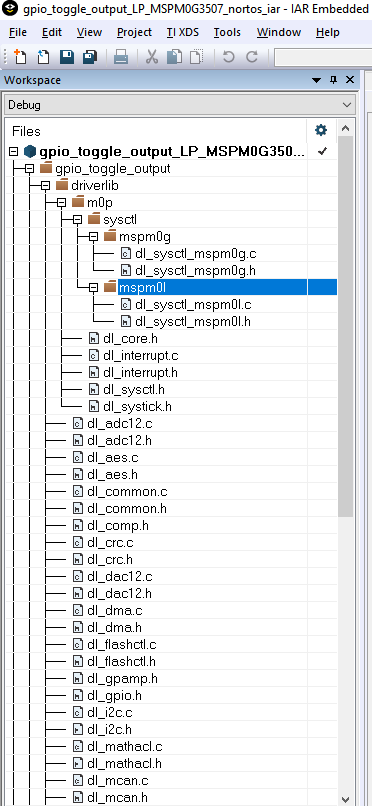 gpio_toggle_output_LP_MSPM0G3507_nortos_iar - IAR Embedded
File Edit View Project TI XDS Tools Window Help
Workspace
Debug
Files
gpio_toggle_output_LP_MSPM0G350...
gpio_toggle_output
driverlib
m0p
sysctl
mspm0g
dl_sysctl_mspm0g.c
dl_sysctl_mspm0g.h
mspm0l
dl_sysctl_mspm0l.c
dl_sysctl_mspm0l.h
dl_core.h
dl_interrupt.c
dl_interrupt.h
dl_sysctl.h
dl_systick.h
dl_adc12.c
dl_adc12.h
dl_aes.c
dl_aes.h
dl_common.c
dl_common.h
dl_comp.h
dl_crc.c
dl_crc.h
dl_dac12.c
dl_dac12.h
dl_dma.c
dl_dma.h
dl_flashctl.c
dl_flashctl.h
dl_gpamp.h
dl_gpio.h
dl_i2c.c
dl_i2c.h
dl_mathacl.c
dl_mathacl.h
dl_mcan.c
dl_mcan.h